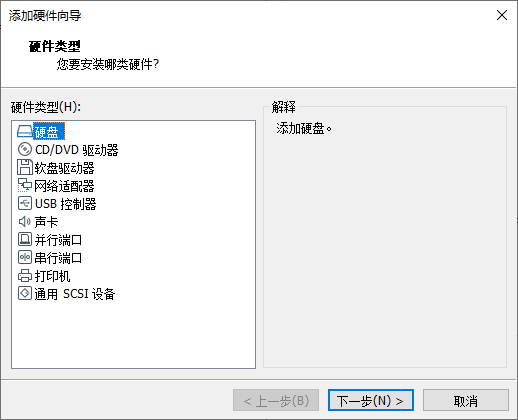 添加硬件向导
硬件类型
您要安装哪类硬件?
硬件类型(H):
硬盘
CD/DVD 驱动器
软盘驱动器
网络适配器
USB 控制器
声卡
并行端口
串行端口
打印机
通用 SCSI 设备
解释
添加硬盘。
< 上一步(B)
下一步(N) >
取消